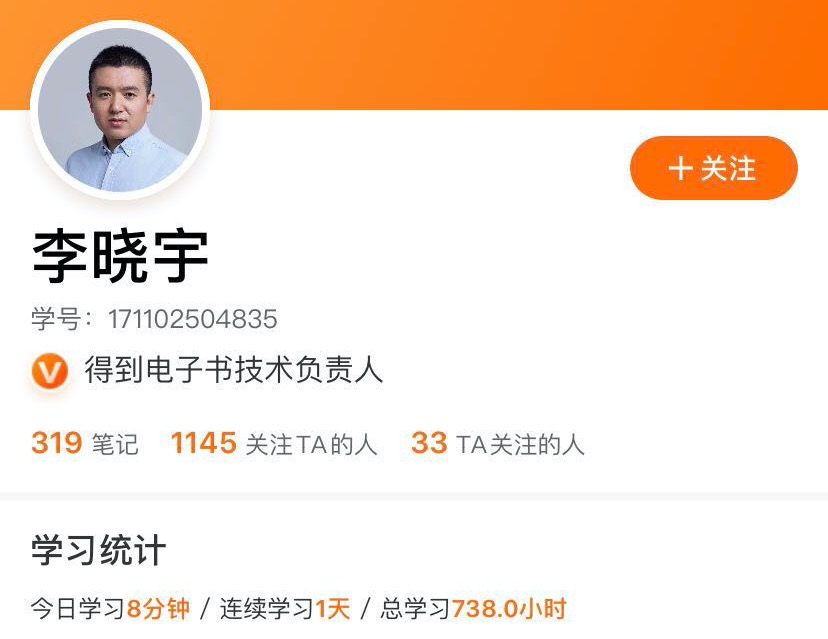 + 关注
李晓宇
学号：171102504835
V 得到电子书技术负责人
319 笔记 1145 关注TA的人 33 TA关注的人
学习统计
今日学习8分钟 / 连续学习1天 / 总学习738.0小时